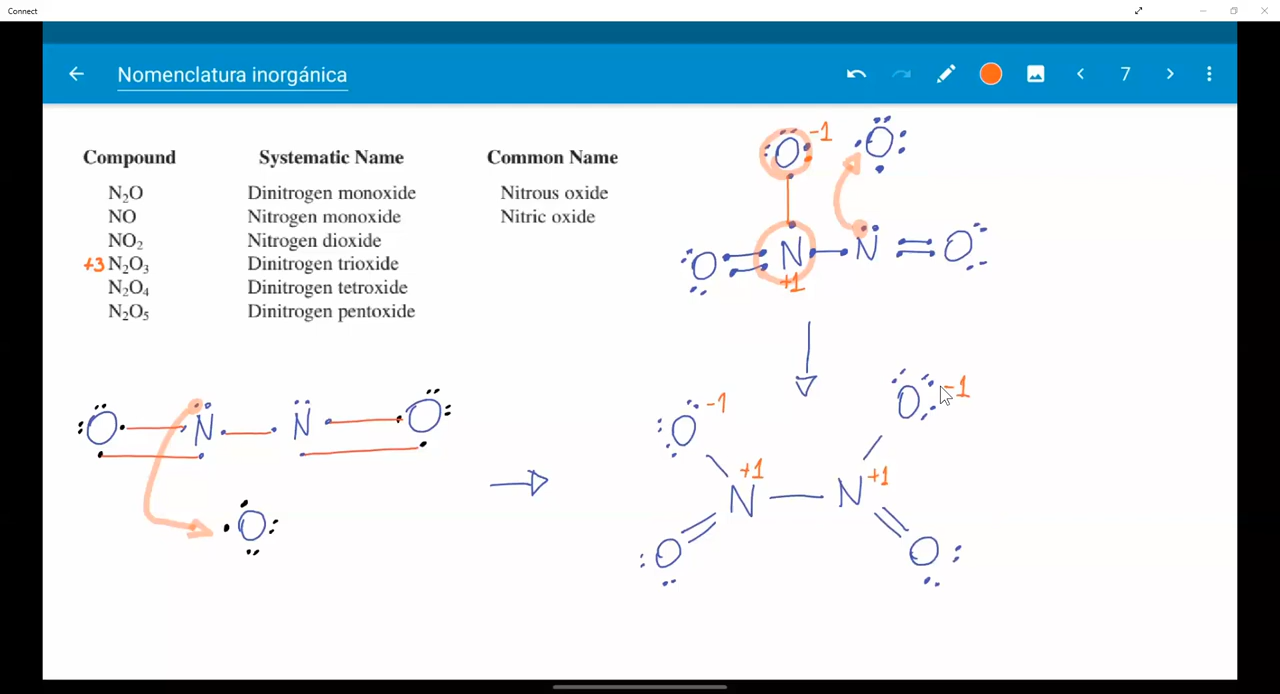 Connect
Nomenclatura inorgánica
7
Compound Systematic Name Common Name
N₂O Dinitrogen monoxide Nitrous oxide
NO Nitrogen monoxide Nitric oxide
NO₂ Nitrogen dioxide
+3 N₂O₃ Dinitrogen trioxide
N₂O₄ Dinitrogen tetroxide
N₂O₅ Dinitrogen pentoxide
O -1 O
O N N O
+1
O N N O
O
O -1 O -1
+1 +1
N N
O O